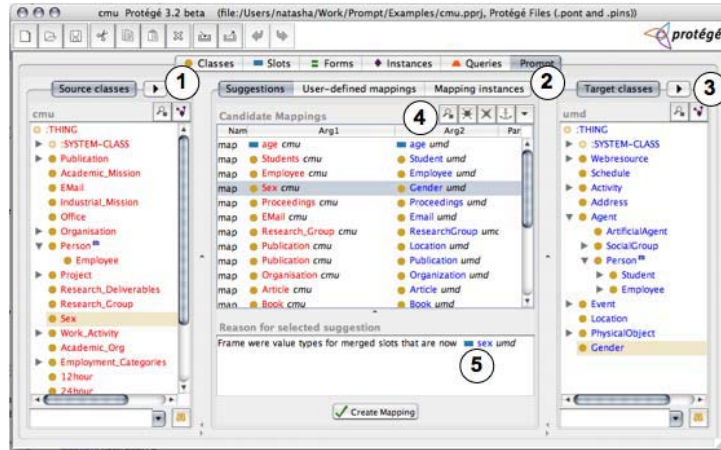 cmu Protégé 3.2 beta (file:/Users/natasha/Work/Prompt/Examples/cmu.pprj, Protégé Files (.pont and .pins))
protégé
Classes Slots Forms Instances Queries Prompt
Source classes
1
cmu
:THING
:SYSTEM-CLASS
Publication
Academic_Mission
EMail
Industrial_Mission
Office
Organisation
Person
Employee
Project
Research_Deliverables
Research_Group
Sex
Work_Activity
Academic_Org
Employment_Categories
12hour
24hour
Suggestions User-defined mappings Mapping instances
2
4
Candidate Mappings
Nam Arg1 Arg2 Par
map age cmu age umd
map Students cmu Student umd
map Employee cmu Employee umd
map Sex cmu Gender umd
map Proceedings cmu Proceedings umd
map EMail cmu Email umd
map Research_Group cmu ResearchGroup umd
map Publication cmu Location umd
map Publication cmu Publication umd
map Organisation cmu Organization umd
map Article cmu Article umd
map Book cmu Book umd
Reason for selected suggestion
Frame were value types for merged slots that are now sex umd
5
Create Mapping
Target classes
3
umd
:THING
:SYSTEM-CLASS
Webresource
Schedule
Activity
Address
Agent
ArtificialAgent
SocialGroup
Person
Student
Employee
Event
Location
PhysicalObject
Gender